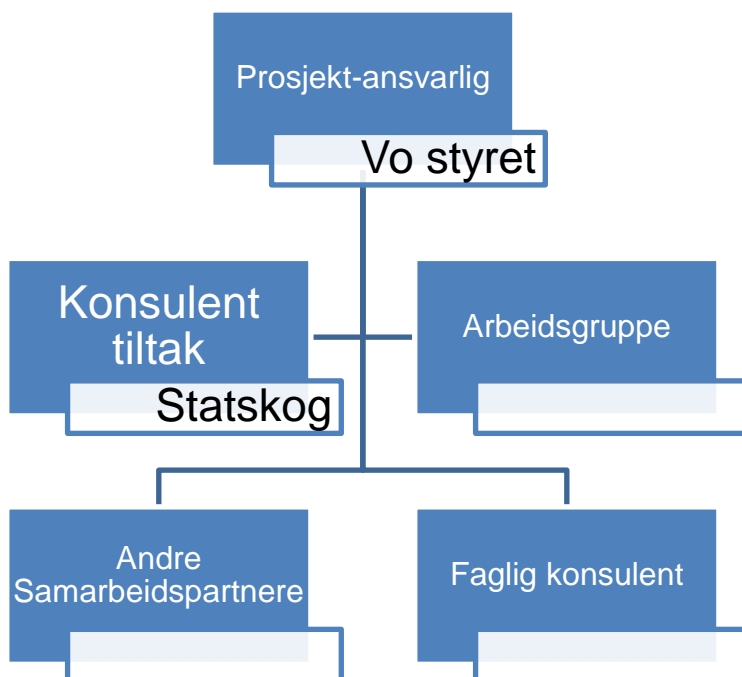 Prosjekt-ansvarlig
Vo styret
Konsulent
tiltak
Statskog
Arbeidsgruppe
Andre
Samarbeidspartnere
Faglig konsulent